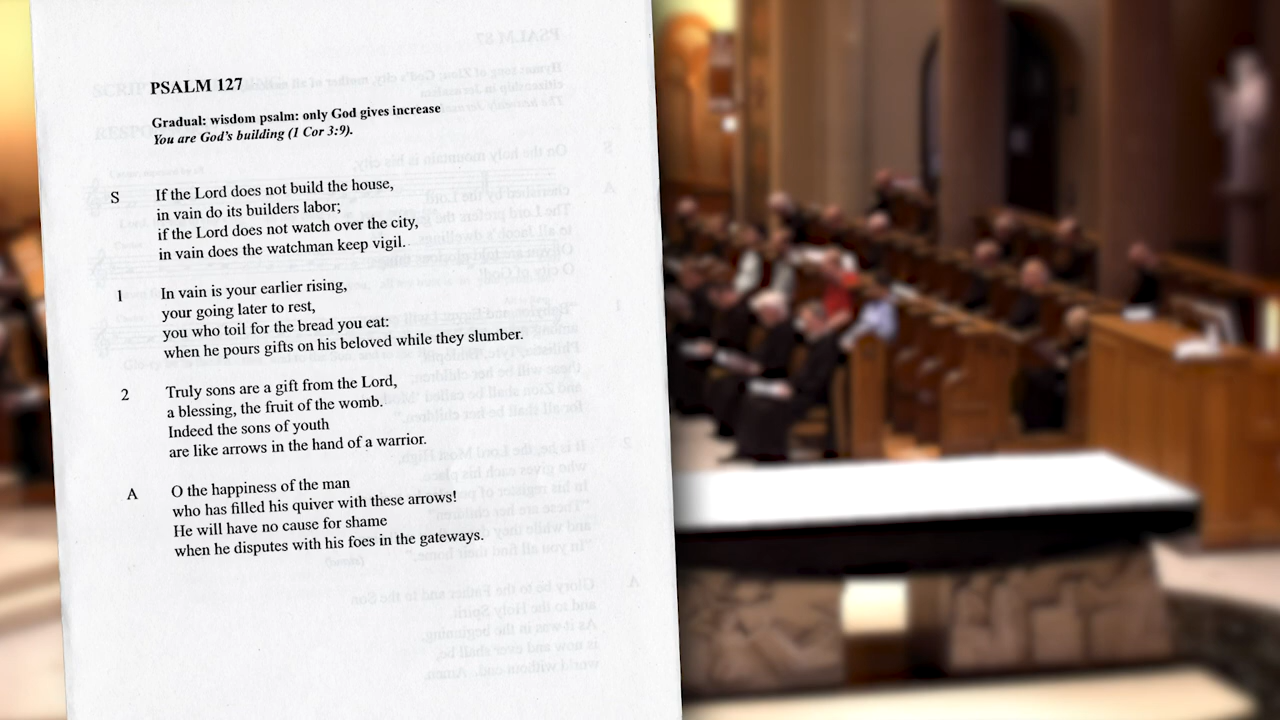 PSALM 127
Gradual: wisdom psalm: only God gives increase
You are God's building (1 Cor 3:9).
S If the Lord does not build the house,
in vain do its builders labor;
if the Lord does not watch over the city,
in vain does the watchman keep vigil.
1 In vain is your earlier rising,
your going later to rest,
you who toil for the bread you eat:
when he pours gifts on his beloved while they slumber.
2 Truly sons are a gift from the Lord,
a blessing, the fruit of the womb.
Indeed the sons of youth
are like arrows in the hand of a warrior.
A O the happiness of the man
who has filled his quiver with these arrows!
He will have no cause for shame
when he disputes with his foes in the gateways.